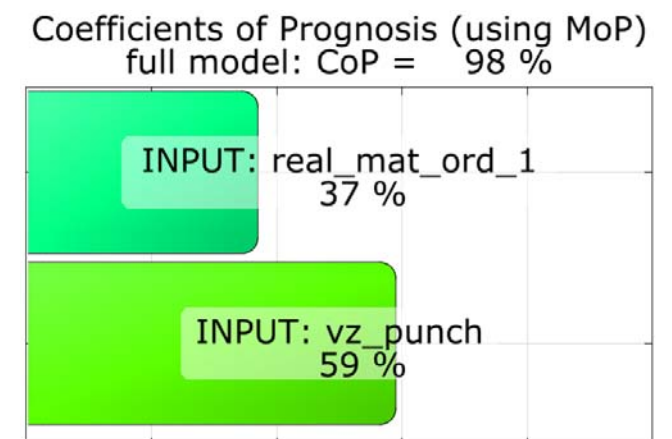 Coefficients of Prognosis (using MoP)
full model: CoP = 98 %
INPUT: real_mat_ord_1
37 %
INPUT: vz_punch
59 %